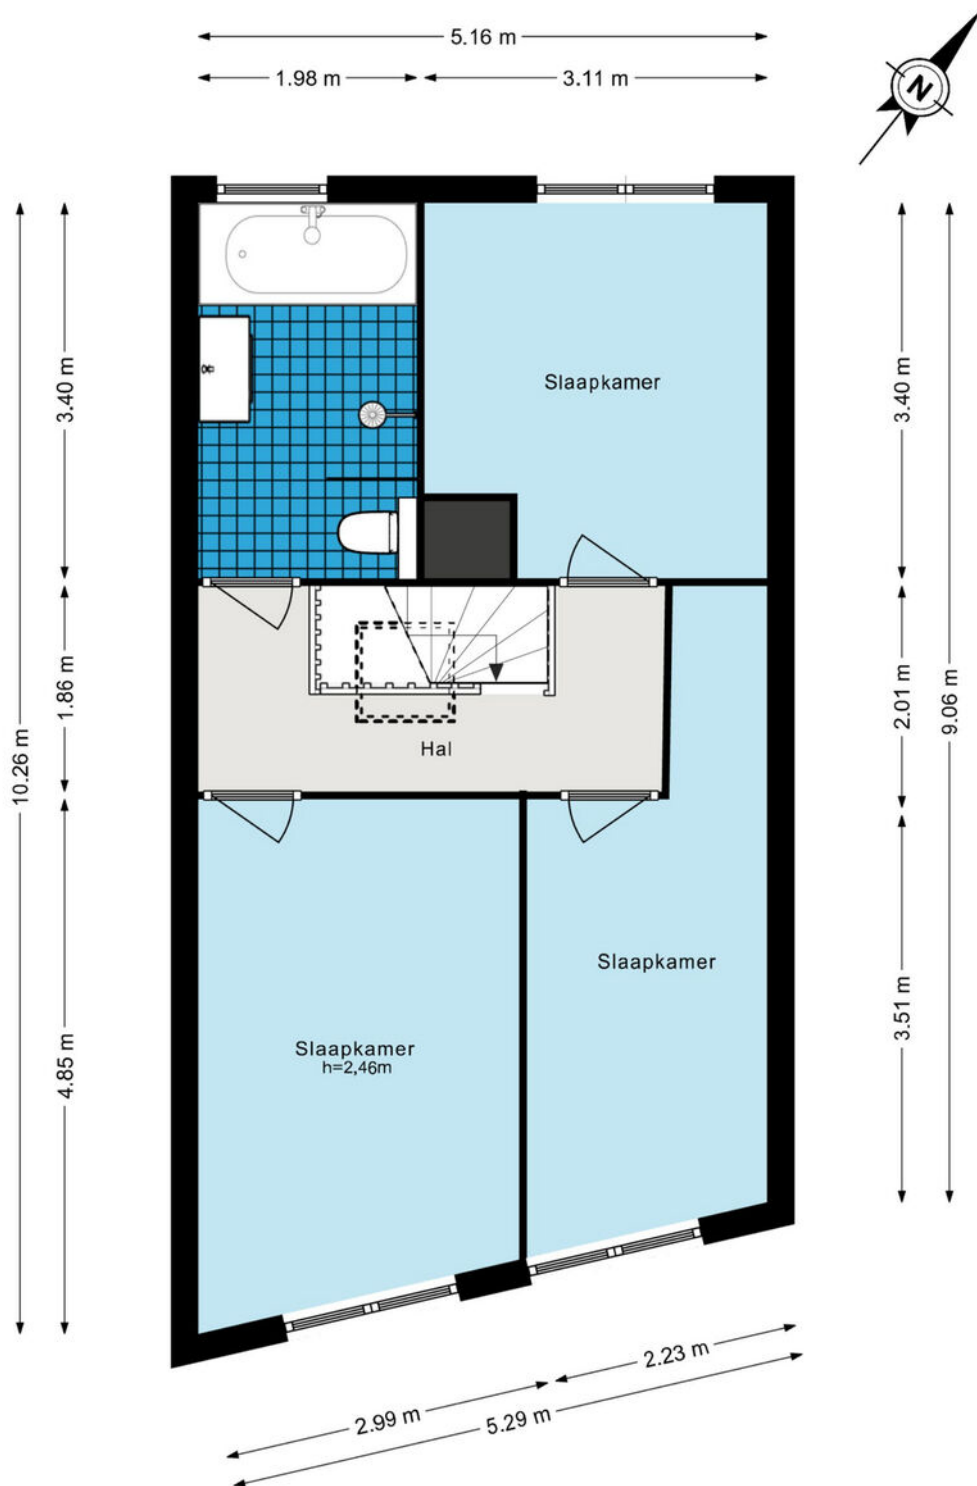 5.16 m
1.98 m
3.11 m
N
3.40 m
3.40 m
Slaapkamer
1.86 m
2.01 m
10.26 m
9.06 m
Hal
Slaapkamer
3.51 m
Slaapkamer
h=2,46m
4.85 m
2.23 m
2.99 m
5.29 m